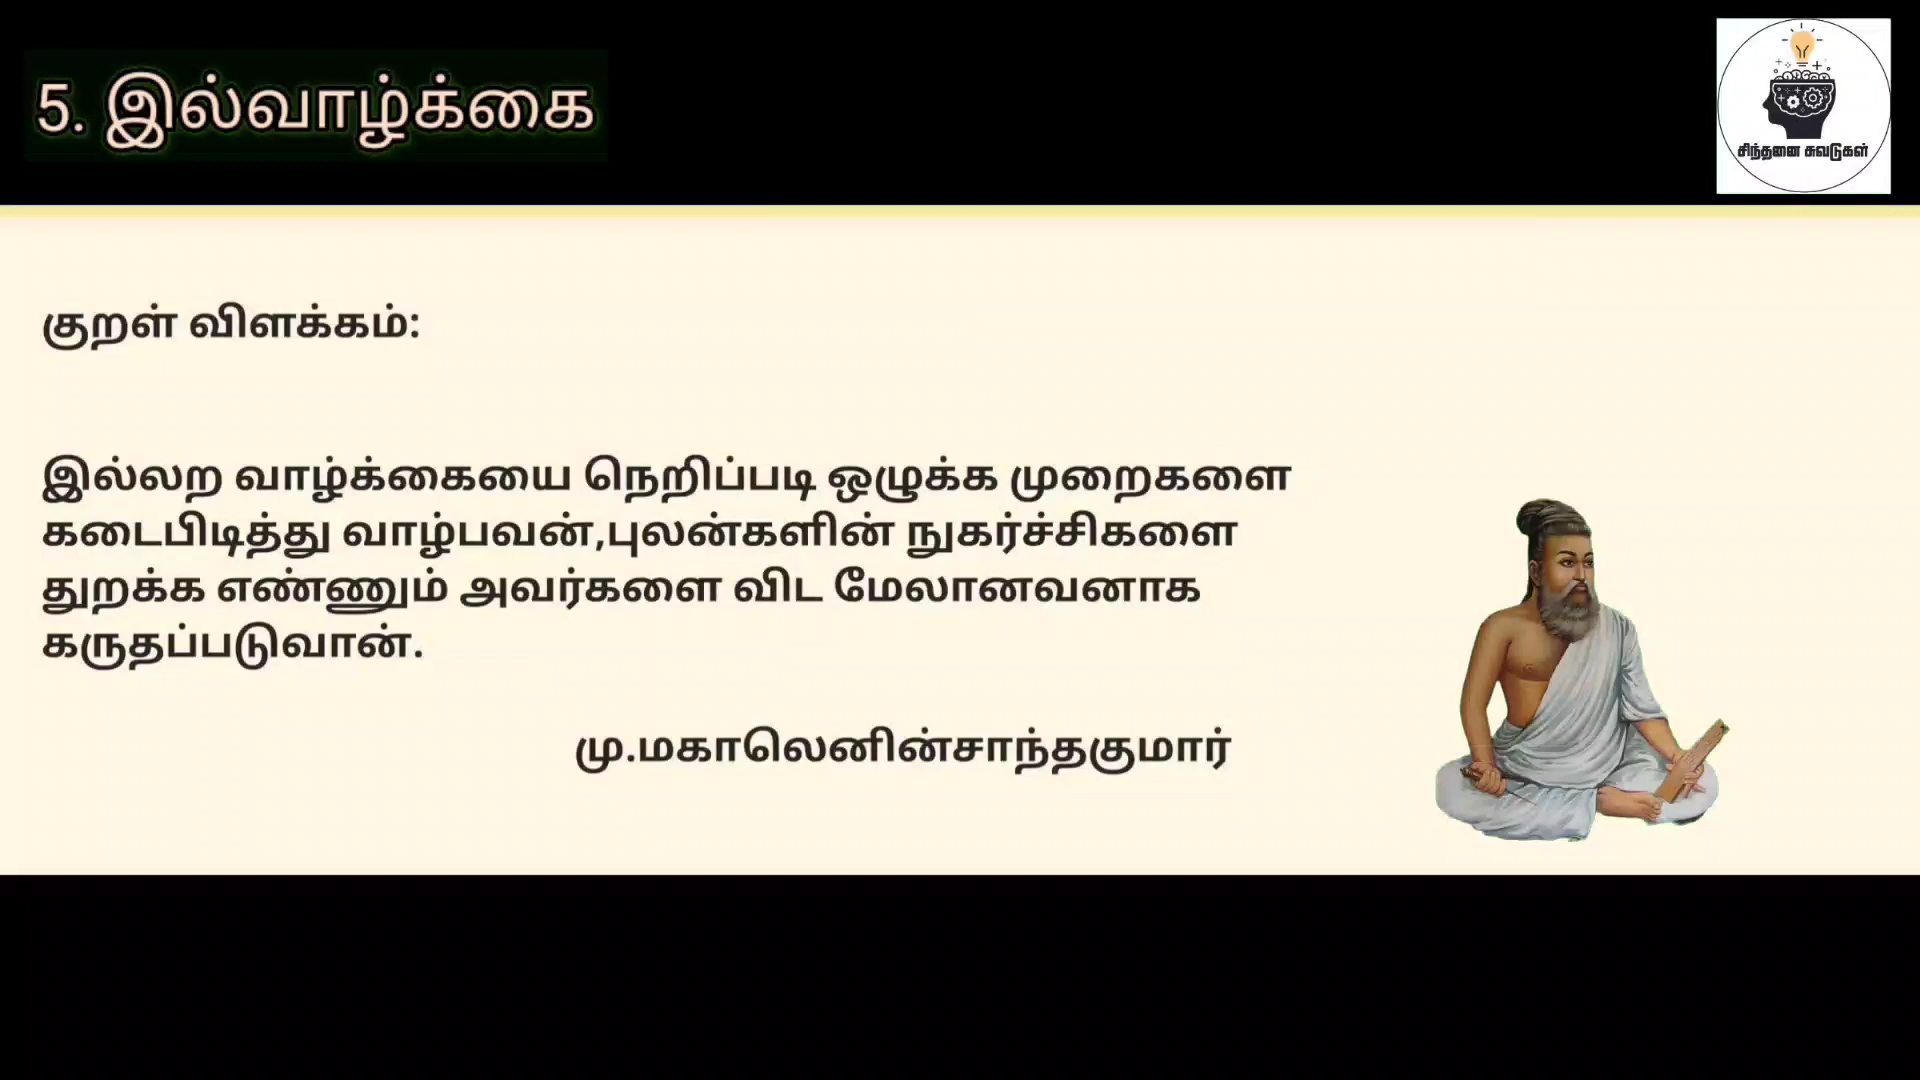 5. இல்வாழ்க்கை
சிந்தனை சுவடுகள்
குறள் விளக்கம்:
இல்லற வாழ்க்கையை நெறிப்படி ஒழுக்க முறைகளை
கடைபிடித்து வாழ்பவன்,புலன்களின் நுகர்ச்சிகளை
துறக்க எண்ணும் அவர்களை விட மேலானவனாக
கருதப்படுவான்.
மு.மகாலெனின்சாந்தகுமார்